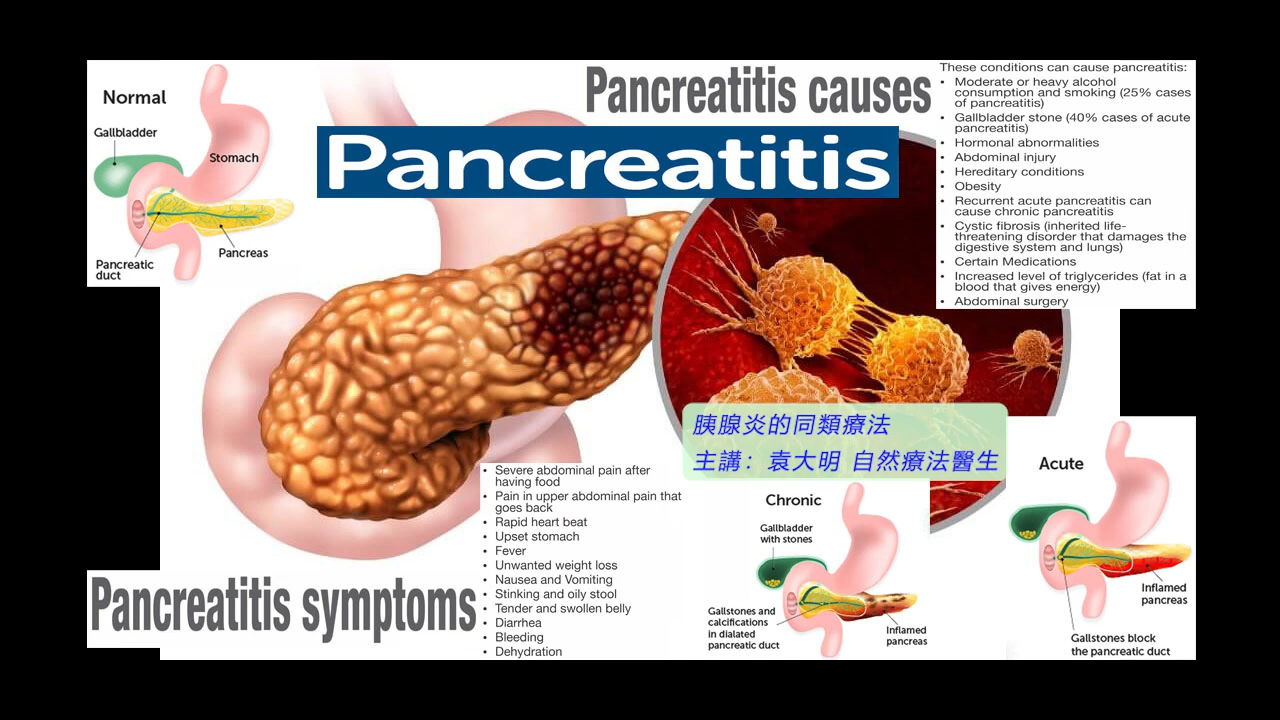 Pancreatitis causes
Pancreatitis
Normal
Gallbladder
Stomach
Pancreas
Pancreatic
duct
These conditions can cause pancreatitis:
• Moderate or heavy alcohol
consumption and smoking (25% cases
of pancreatitis)
• Gallbladder stone (40% cases of acute
pancreatitis)
• Hormonal abnormalities
• Abdominal injury
• Hereditary conditions
• Obesity
• Recurrent acute pancreatitis can
cause chronic pancreatitis
• Cystic fibrosis (inherited life-
threatening disorder that damages the
digestive system and lungs)
• Certain Medications
• Increased level of triglycerides (fat in a
blood that gives energy)
• Abdominal surgery
胰腺炎的同類療法
主講：袁大明 自然療法醫生
Pancreatitis symptoms
• Severe abdominal pain after
having food
• Pain in upper abdominal pain that
goes back
• Rapid heart beat
• Upset stomach
• Fever
• Unwanted weight loss
• Nausea and Vomiting
• Stinking and oily stool
• Tender and swollen belly
• Diarrhea
• Bleeding
• Dehydration
Chronic
Gallbladder
with stones
Gallstones and
calcifications
in dialated
pancreatic duct
Inflamed
pancreas
Acute
Inflamed
pancreas
Gallstones block
the pancreatic duct